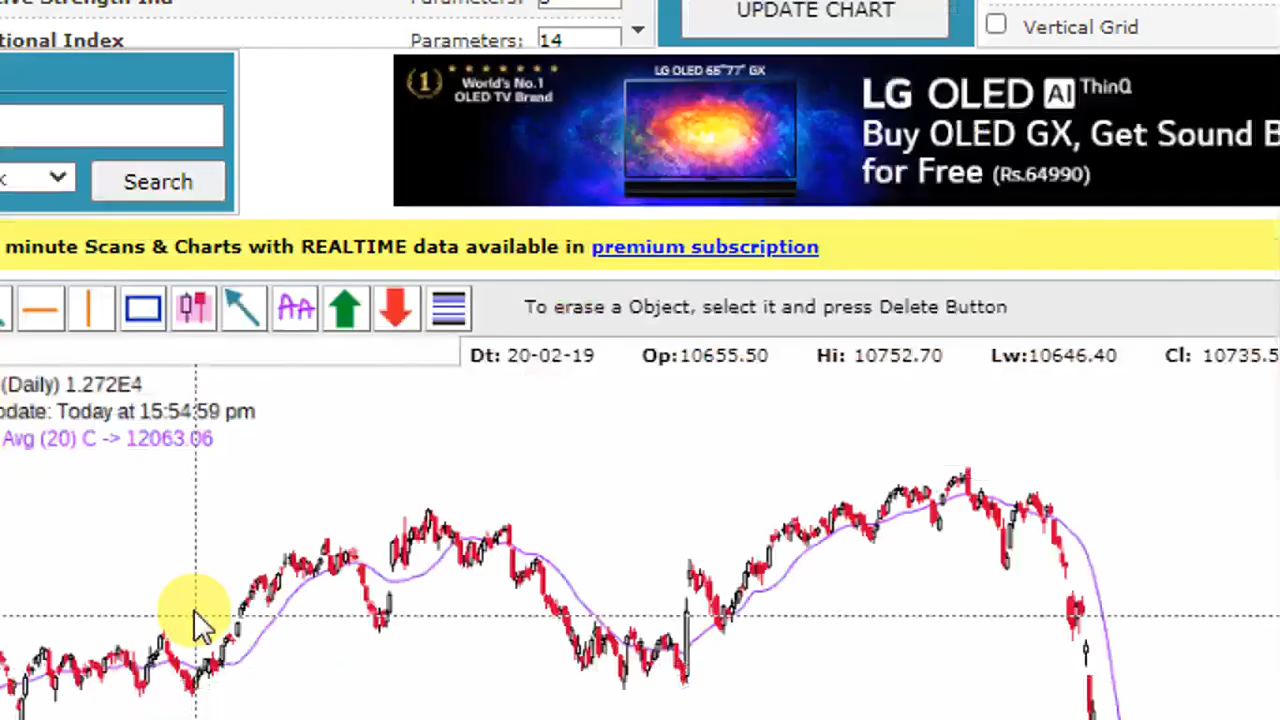 Parameters:
UPDATE CHART
Vertical Grid
tional Index
Parameters: 14
World's No.1
OLED TV Brand
LG OLED 65"77" GX
LG OLED AI ThinQ
Buy OLED GX, Get Sound B
for Free (Rs.64990)
Search
minute Scans & Charts with REALTIME data available in premium subscription
AA
To erase a Object, select it and press Delete Button
Dt: 20-02-19 Op:10655.50 Hi: 10752.70 Lw:10646.40 Cl: 10735.5
(Daily) 1.272E4
pdate: Today at 15:54:59 pm
Avg (20) C -> 12063.06